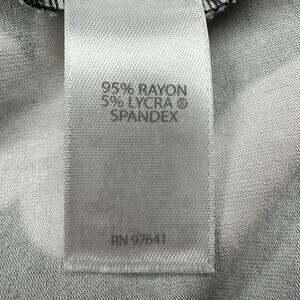 95% RAYON
5% LYCRA ®
SPANDEX
RN 97641